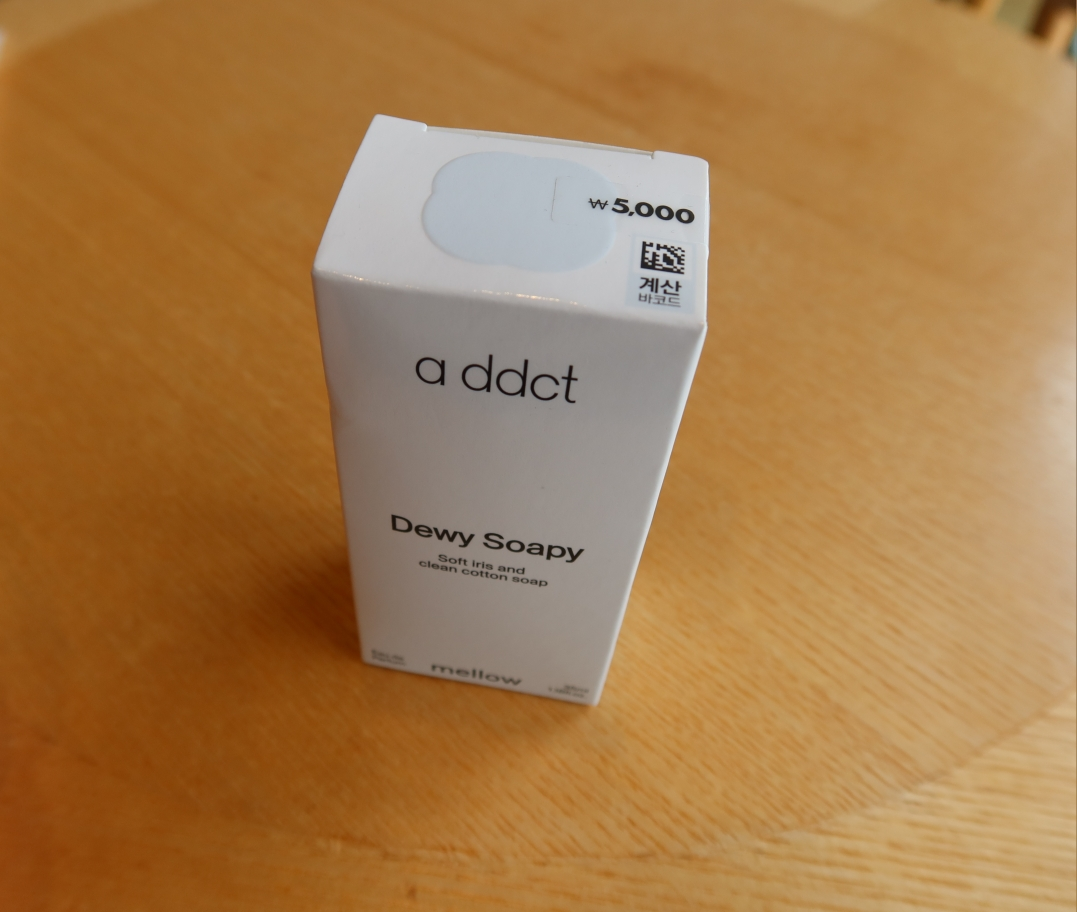 ₩5,000
계산
바코드
a ddct
Dewy Soapy
Soft iris and
clean cotton soap
mellow